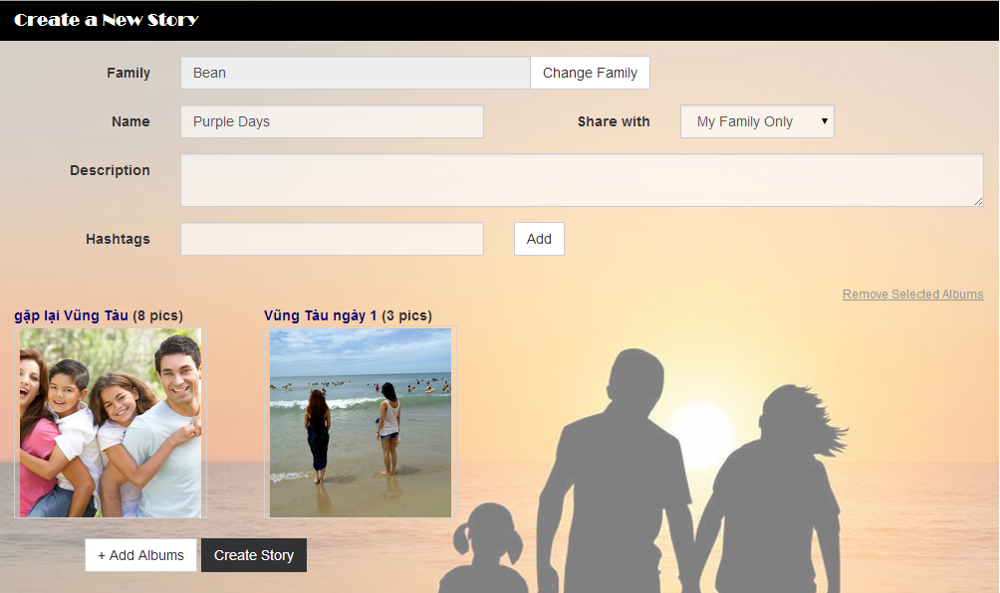 Create a New Story
Family Bean Change Family
Name Purple Days Share with My Family Only
Description
Hashtags Add
Remove Selected Albums
gặp lại Vũng Tàu (8 pics) Vũng Tàu ngày 1 (3 pics)
+ Add Albums Create Story